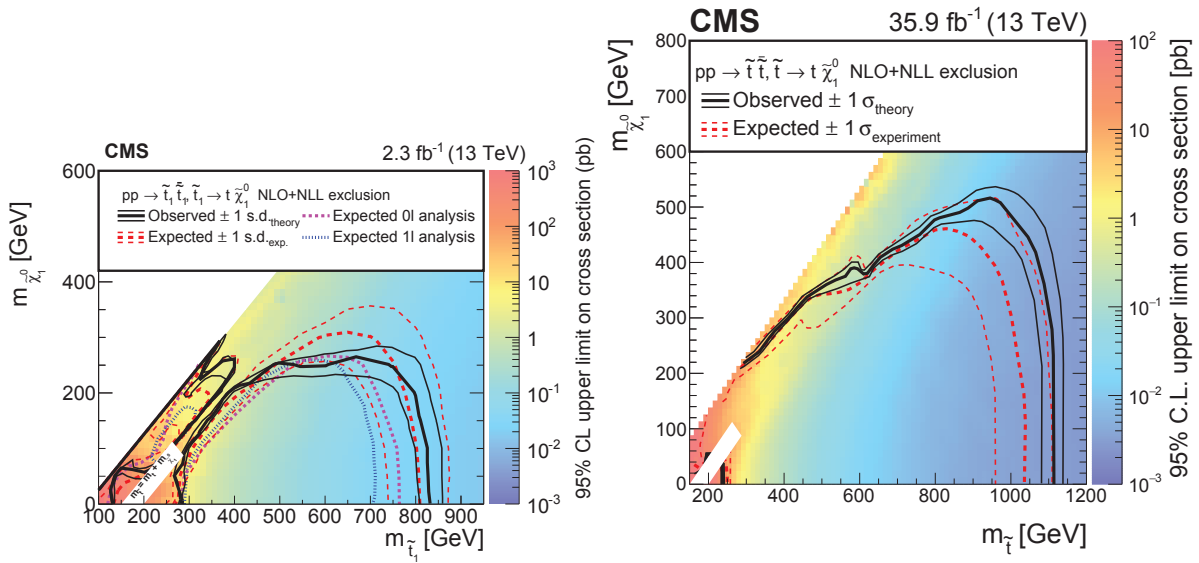 CMS
2.3 fb⁻¹ (13 TeV)
pp → t̃₁ t̃̄₁, t̃₁ → t χ̃⁰₁ NLO+NLL exclusion
Observed ± 1 s.d.theory
Expected 0l analysis
Expected ± 1 s.d.exp.
Expected 1l analysis
m χ̃⁰₁ [GeV]
600
400
200
0
100 200 300 400 500 600 700 800 900
m t̃₁ [GeV]
10³
10²
10
1
10⁻¹
10⁻²
10⁻³
95% CL upper limit on cross section (pb)
CMS
35.9 fb⁻¹ (13 TeV)
pp → t̃ t̃̄, t̃ → t χ̃⁰₁ NLO+NLL exclusion
Observed ± 1 σtheory
Expected ± 1 σexperiment
m χ̃⁰₁ [GeV]
800
700
600
500
400
300
200
100
0
200 400 600 800 1000 1200
m t̃ [GeV]
10²
10
1
10⁻¹
10⁻²
10⁻³
95% C.L. upper limit on cross section [pb]